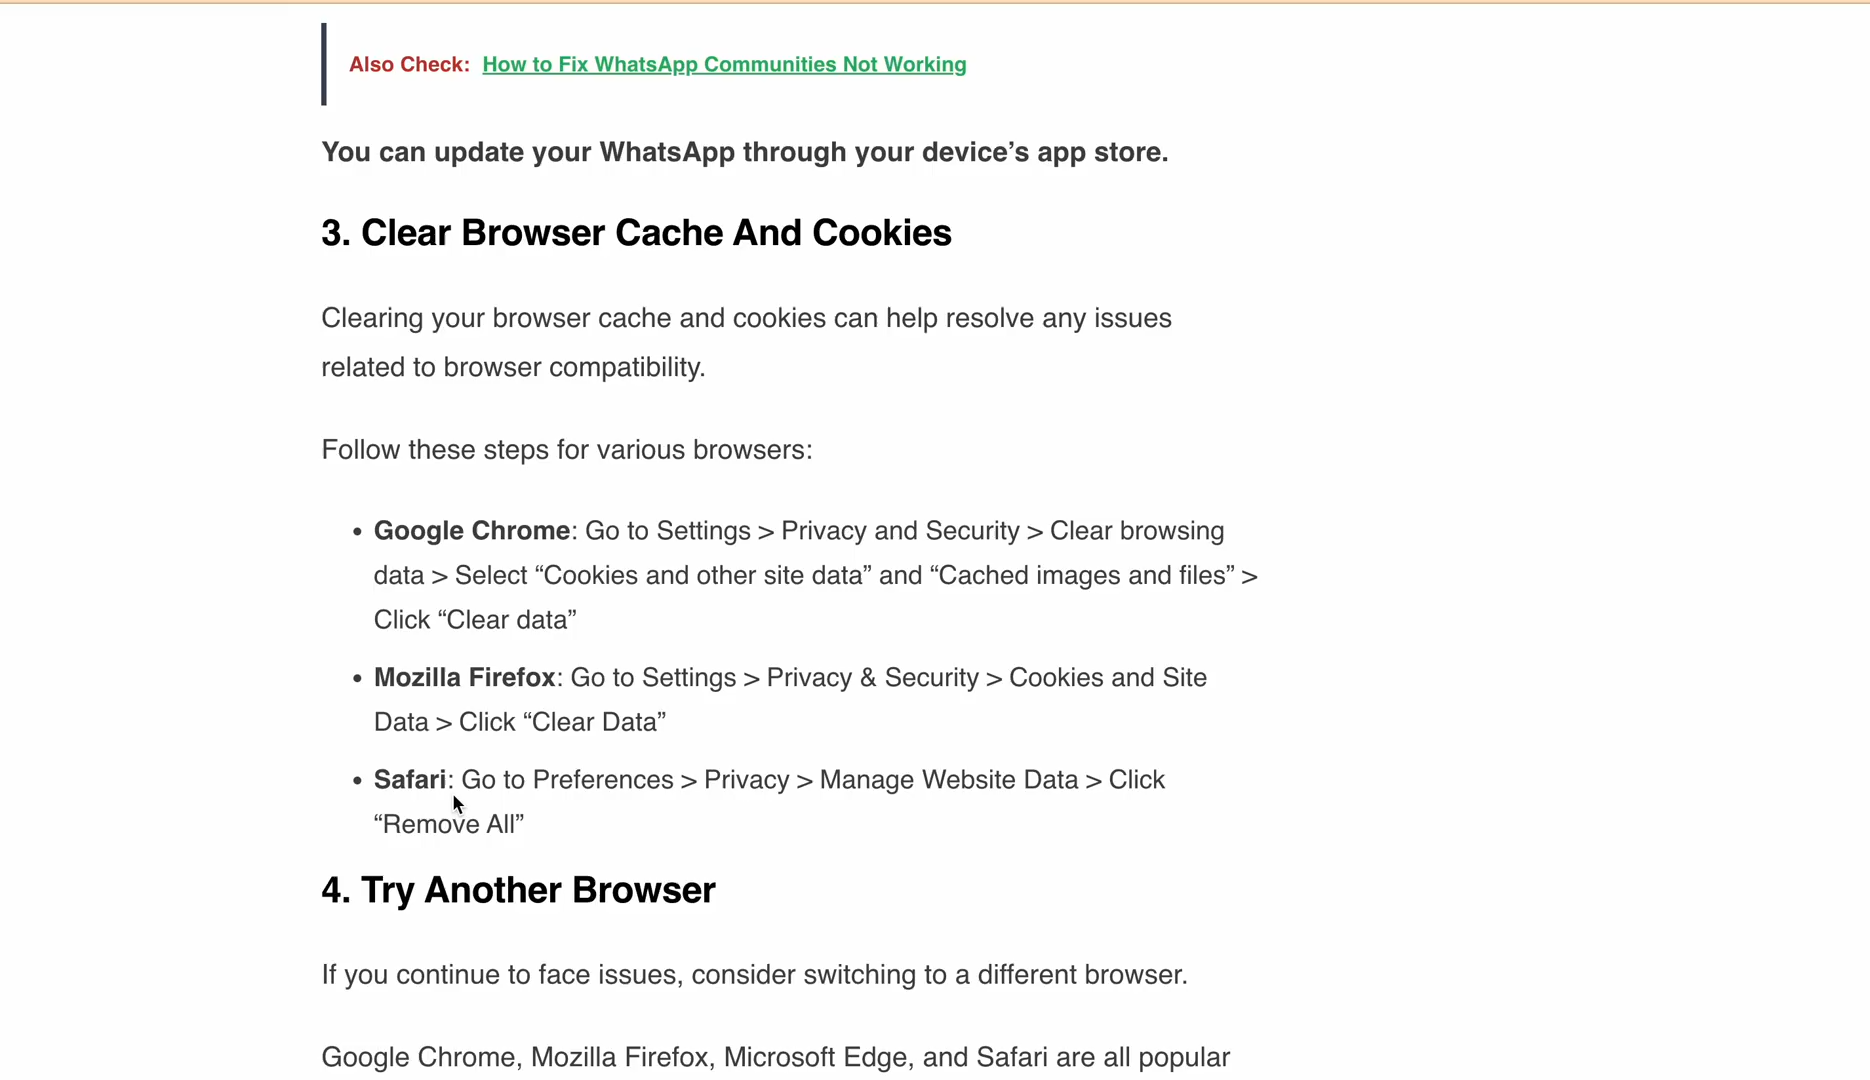 Also Check: How to Fix WhatsApp Communities Not Working
You can update your WhatsApp through your device’s app store.
3. Clear Browser Cache And Cookies
Clearing your browser cache and cookies can help resolve any issues
related to browser compatibility.
Follow these steps for various browsers:
• Google Chrome: Go to Settings > Privacy and Security > Clear browsing
data > Select “Cookies and other site data” and “Cached images and files” >
Click “Clear data”
• Mozilla Firefox: Go to Settings > Privacy & Security > Cookies and Site
Data > Click “Clear Data”
• Safari: Go to Preferences > Privacy > Manage Website Data > Click
“Remove All”
4. Try Another Browser
If you continue to face issues, consider switching to a different browser.
Google Chrome, Mozilla Firefox, Microsoft Edge, and Safari are all popular